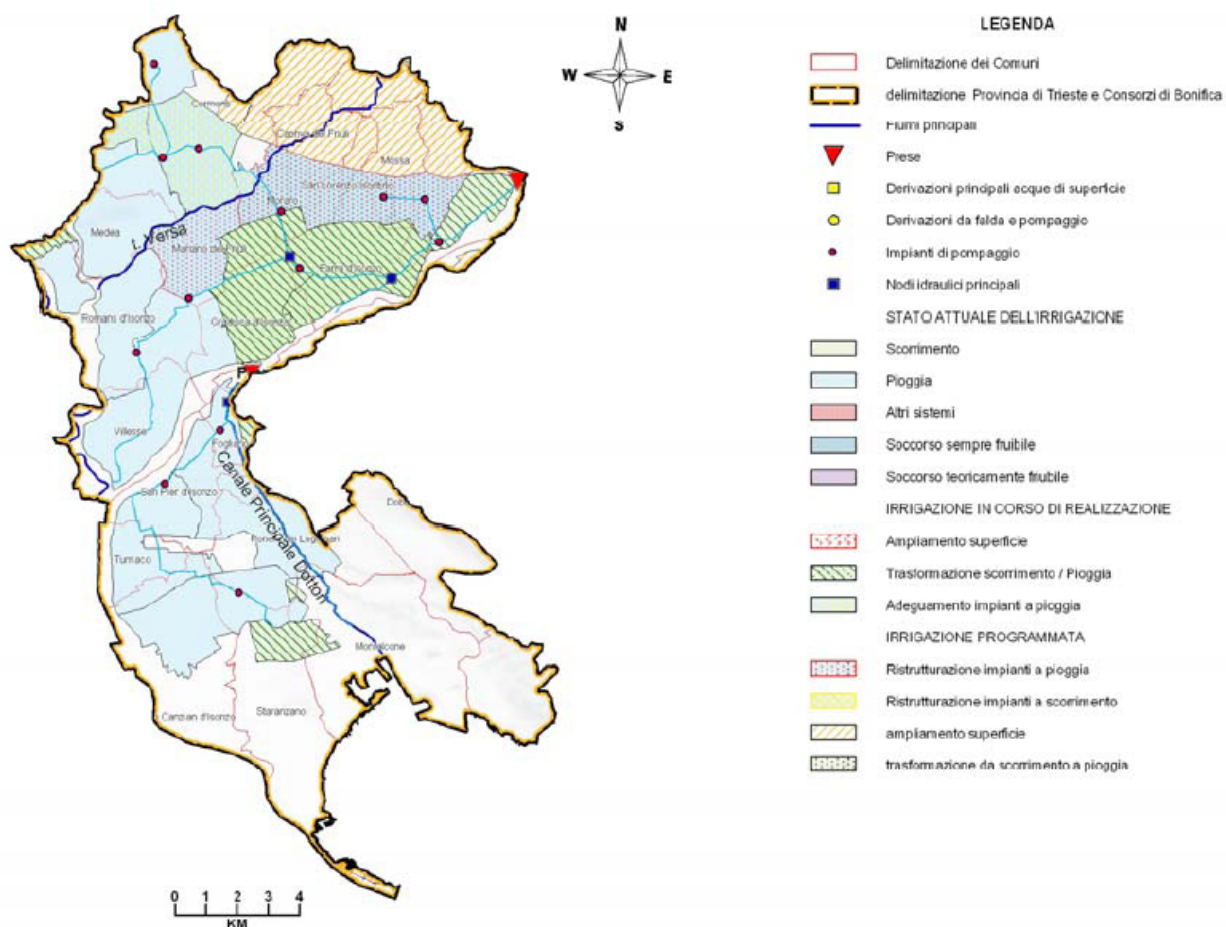 N
W E
S
Cormons
Capriva del Friuli
Mossa
San Lorenzo Isontino
Moraro
Medea
t. Versa
Mariano del Friuli
Farra d'Isonzo
Romans d'Isonzo
Gradisca d'Isonzo
Villesse
Fogliano
San Pier d'Isonzo
Canale Principale Dottori
Turriaco
Monfalcone
Canzian d'Isonzo
Staranzano
0 1 2 3 4
KM
LEGENDA
Delimitazione dei Comuni
delimitazione Provincia di Trieste e Consorzi di Bonifica
Fiumi principali
Prese
Derivazioni principali acque di superficie
Derivazioni da falda e pompaggio
Impianti di pompaggio
Nodi idraulici principali
STATO ATTUALE DELL'IRRIGAZIONE
Scorrimento
Pioggia
Altri sistemi
Soccorso sempre fruibile
Soccorso teoricamente friubile
IRRIGAZIONE IN CORSO DI REALIZZAZIONE
Ampliamento superficie
Trasformazione scorrimento / Pioggia
Adeguamento impianti a pioggia
IRRIGAZIONE PROGRAMMATA
Ristrutturazione impianti a pioggia
Ristrutturazione impianti a scorrimento
ampliamento superficie
trasformazione da scorrimento a pioggia